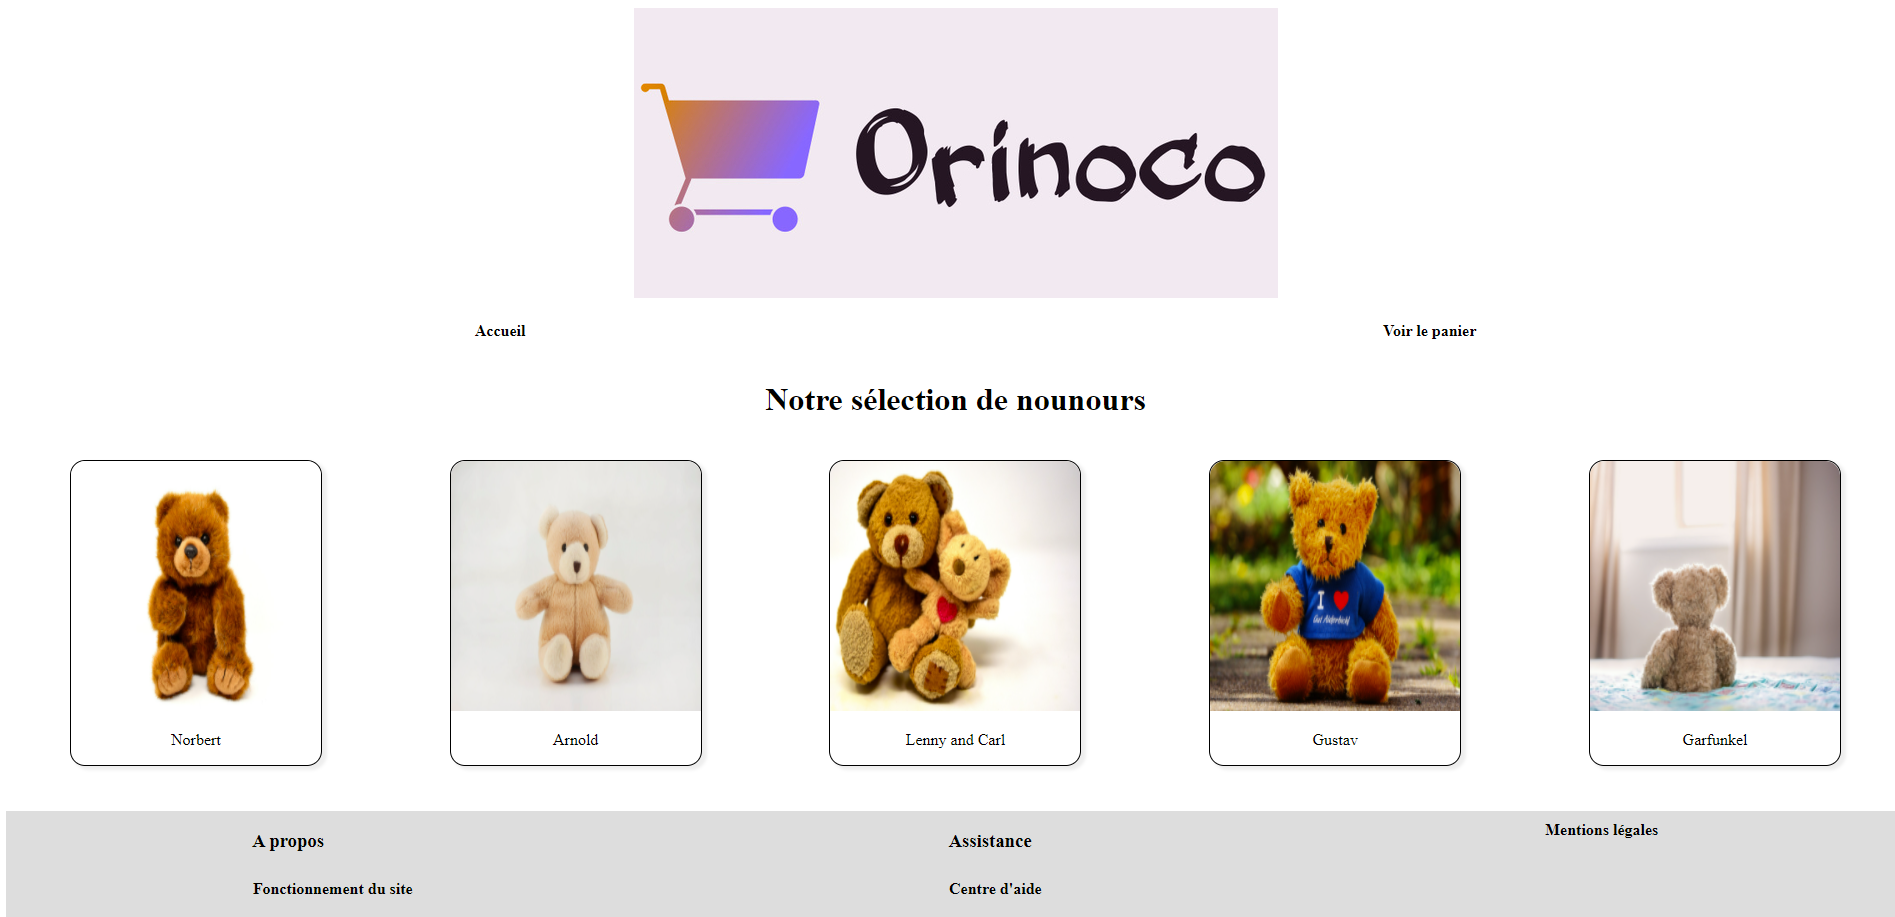 Orinoco
Accueil
Voir le panier
Notre sélection de nounours
I
Norbert
Arnold
Lenny and Carl
Gustav
Garfunkel
A propos
Assistance
Mentions légales
Fonctionnement du site
Centre d'aide